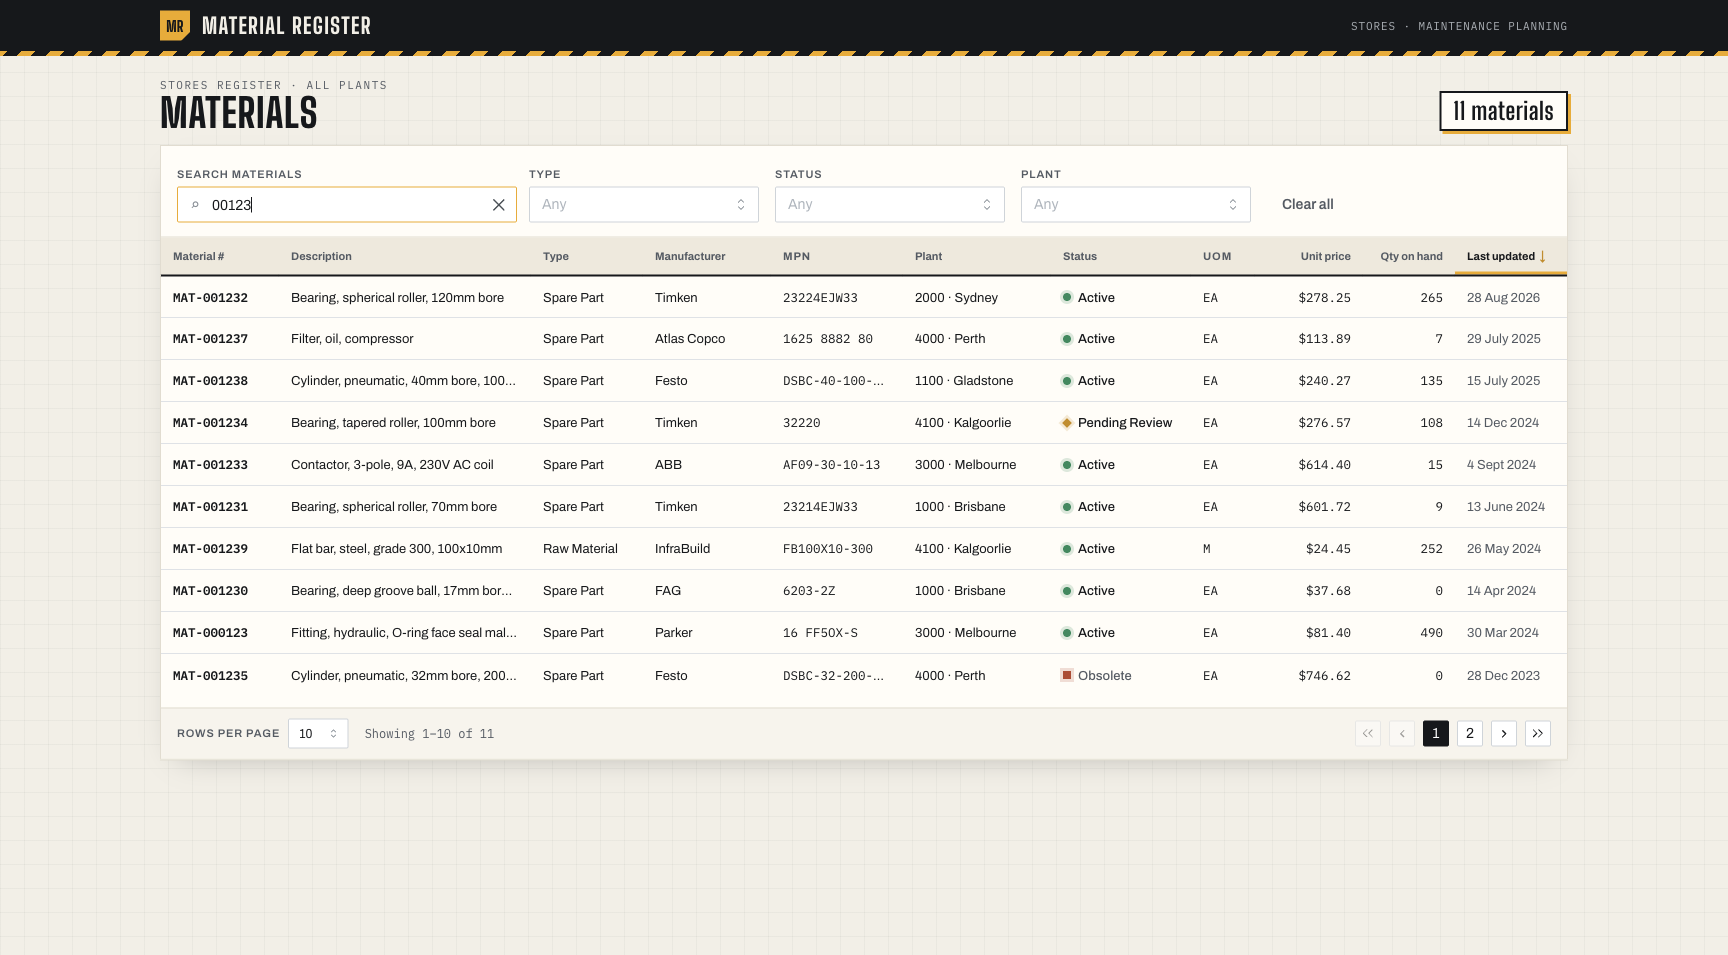 MR MATERIAL REGISTER STORES · MAINTENANCE PLANNING
STORES REGISTER · ALL PLANTS
MATERIALS 11 materials
SEARCH MATERIALS TYPE STATUS PLANT
00123 Any Any Any Clear all
Material # Description Type Manufacturer MPN Plant Status UOM Unit price Qty on hand Last updated ↓
MAT-001232 Bearing, spherical roller, 120mm bore Spare Part Timken 23224EJW33 2000 · Sydney Active EA $278.25 265 28 Aug 2026
MAT-001237 Filter, oil, compressor Spare Part Atlas Copco 1625 8882 80 4000 · Perth Active EA $113.89 7 29 July 2025
MAT-001238 Cylinder, pneumatic, 40mm bore, 100... Spare Part Festo DSBC-40-100-... 1100 · Gladstone Active EA $240.27 135 15 July 2025
MAT-001234 Bearing, tapered roller, 100mm bore Spare Part Timken 32220 4100 · Kalgoorlie Pending Review EA $276.57 108 14 Dec 2024
MAT-001233 Contactor, 3-pole, 9A, 230V AC coil Spare Part ABB AF09-30-10-13 3000 · Melbourne Active EA $614.40 15 4 Sept 2024
MAT-001231 Bearing, spherical roller, 70mm bore Spare Part Timken 23214EJW33 1000 · Brisbane Active EA $601.72 9 13 June 2024
MAT-001239 Flat bar, steel, grade 300, 100x10mm Raw Material InfraBuild FB100X10-300 4100 · Kalgoorlie Active M $24.45 252 26 May 2024
MAT-001230 Bearing, deep groove ball, 17mm bor... Spare Part FAG 6203-2Z 1000 · Brisbane Active EA $37.68 0 14 Apr 2024
MAT-000123 Fitting, hydraulic, O-ring face seal mal... Spare Part Parker 16 FF5OX-S 3000 · Melbourne Active EA $81.40 490 30 Mar 2024
MAT-001235 Cylinder, pneumatic, 32mm bore, 200... Spare Part Festo DSBC-32-200-... 4000 · Perth Obsolete EA $746.62 0 28 Dec 2023
ROWS PER PAGE 10 Showing 1–10 of 11 1 2